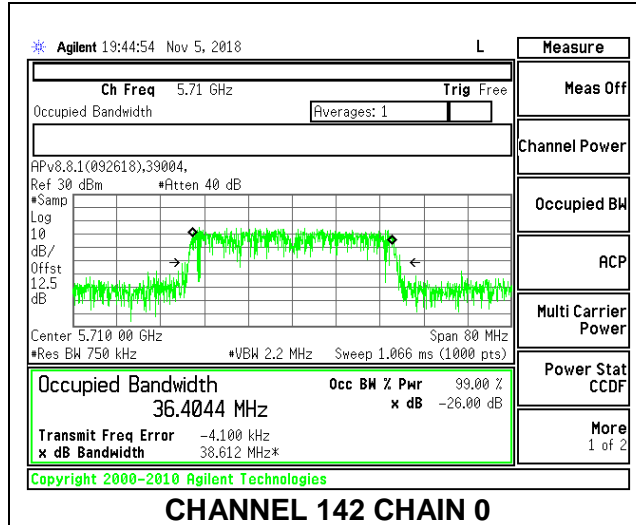 Agilent 19:44:54 Nov 5, 2018 L
Measure
Ch Freq 5.71 GHz Trig Free
Occupied Bandwidth Averages: 1
APv8.8.1(092618),39004,
Ref 30 dBm #Atten 40 dB
#Samp
Log
10
dB/
Offst
12.5
dB
Center 5.710 00 GHz Span 80 MHz
#Res BW 750 kHz #VBW 2.2 MHz Sweep 1.066 ms (1000 pts)
Occupied Bandwidth Occ BW % Pwr 99.00 %
36.4044 MHz x dB -26.00 dB
Transmit Freq Error -4.100 kHz
x dB Bandwidth 38.612 MHz*
Copyright 2000-2010 Agilent Technologies
Meas Off
Channel Power
Occupied BW
ACP
Multi Carrier
Power
Power Stat
CCDF
More
1 of 2
CHANNEL 142 CHAIN 0